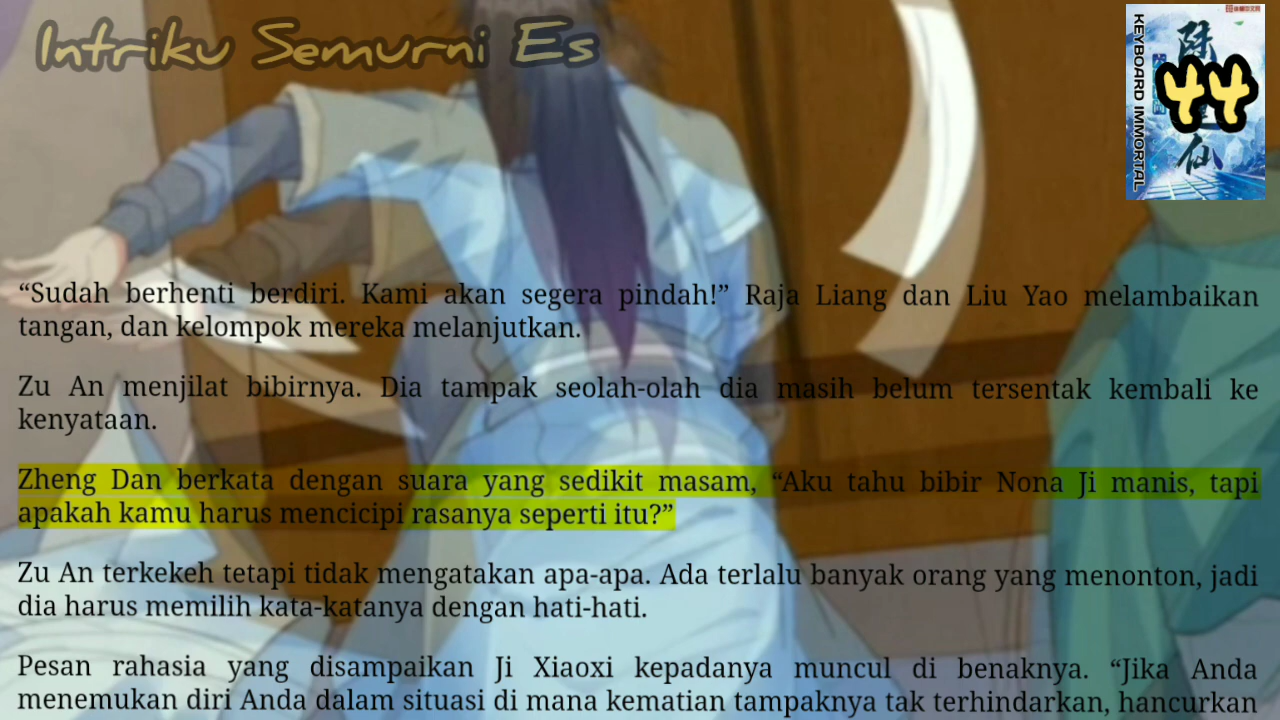 Intriku Semurni Es
KEYBOARD IMMORTAL
44
“Sudah berhenti berdiri. Kami akan segera pindah!” Raja Liang dan Liu Yao melambaikan
tangan, dan kelompok mereka melanjutkan.
Zu An menjilat bibirnya. Dia tampak seolah-olah dia masih belum tersentak kembali ke
kenyataan.
Zheng Dan berkata dengan suara yang sedikit masam, “Aku tahu bibir Nona Ji manis, tapi
apakah kamu harus mencicipi rasanya seperti itu?”
Zu An terkekeh tetapi tidak mengatakan apa-apa. Ada terlalu banyak orang yang menonton, jadi
dia harus memilih kata-katanya dengan hati-hati.
Pesan rahasia yang disampaikan Ji Xiaoxi kepadanya muncul di benaknya. “Jika Anda
menemukan diri Anda dalam situasi di mana kematian tampaknya tak terhindarkan, hancurkan